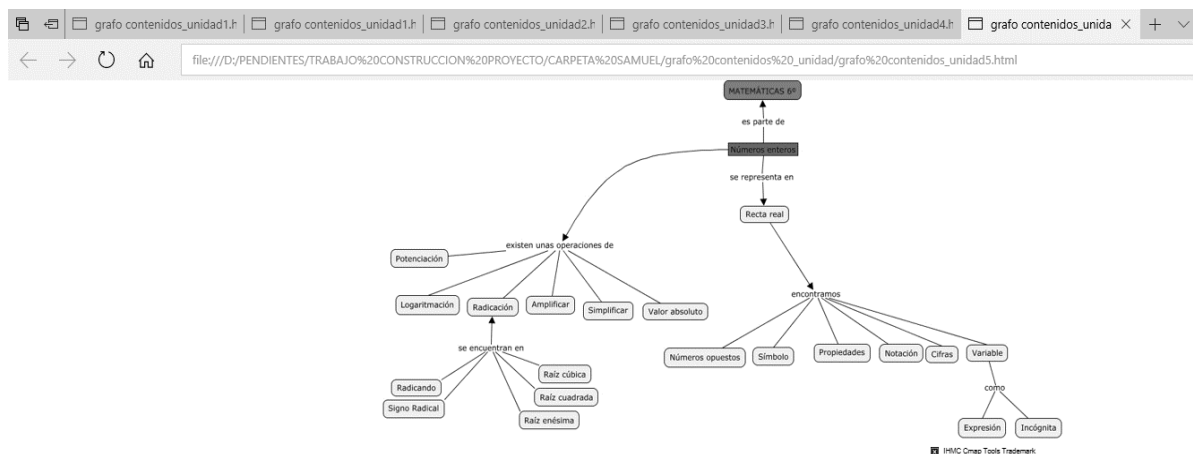 grafo contenidos_unidad1.h
grafo contenidos_unidad1.h
grafo contenidos_unidad2.h
grafo contenidos_unidad3.h
grafo contenidos_unidad4.h
grafo contenidos_unida
file:///D:/PENDIENTES/TRABAJO%20CONSTRUCCION%20PROYECTO/CARPETA%20SAMUEL/grafo%20contenidos%20_unidad/grafo%20contenidos_unidad5.html
MATEMÁTICAS 6º
es parte de
Números enteros
se representa en
Recta real
existen unas operaciones de
Potenciación
Logaritmación
Radicación
Amplificar
Simplificar
Valor absoluto
se encuentran en
Radicando
Signo Radical
Raíz cúbica
Raíz cuadrada
Raíz enésima
encontramos
Números opuestos
Símbolo
Propiedades
Notación
Cifras
Variable
como
Expresión
Incógnita
IHMC Cmap Tools Trademark